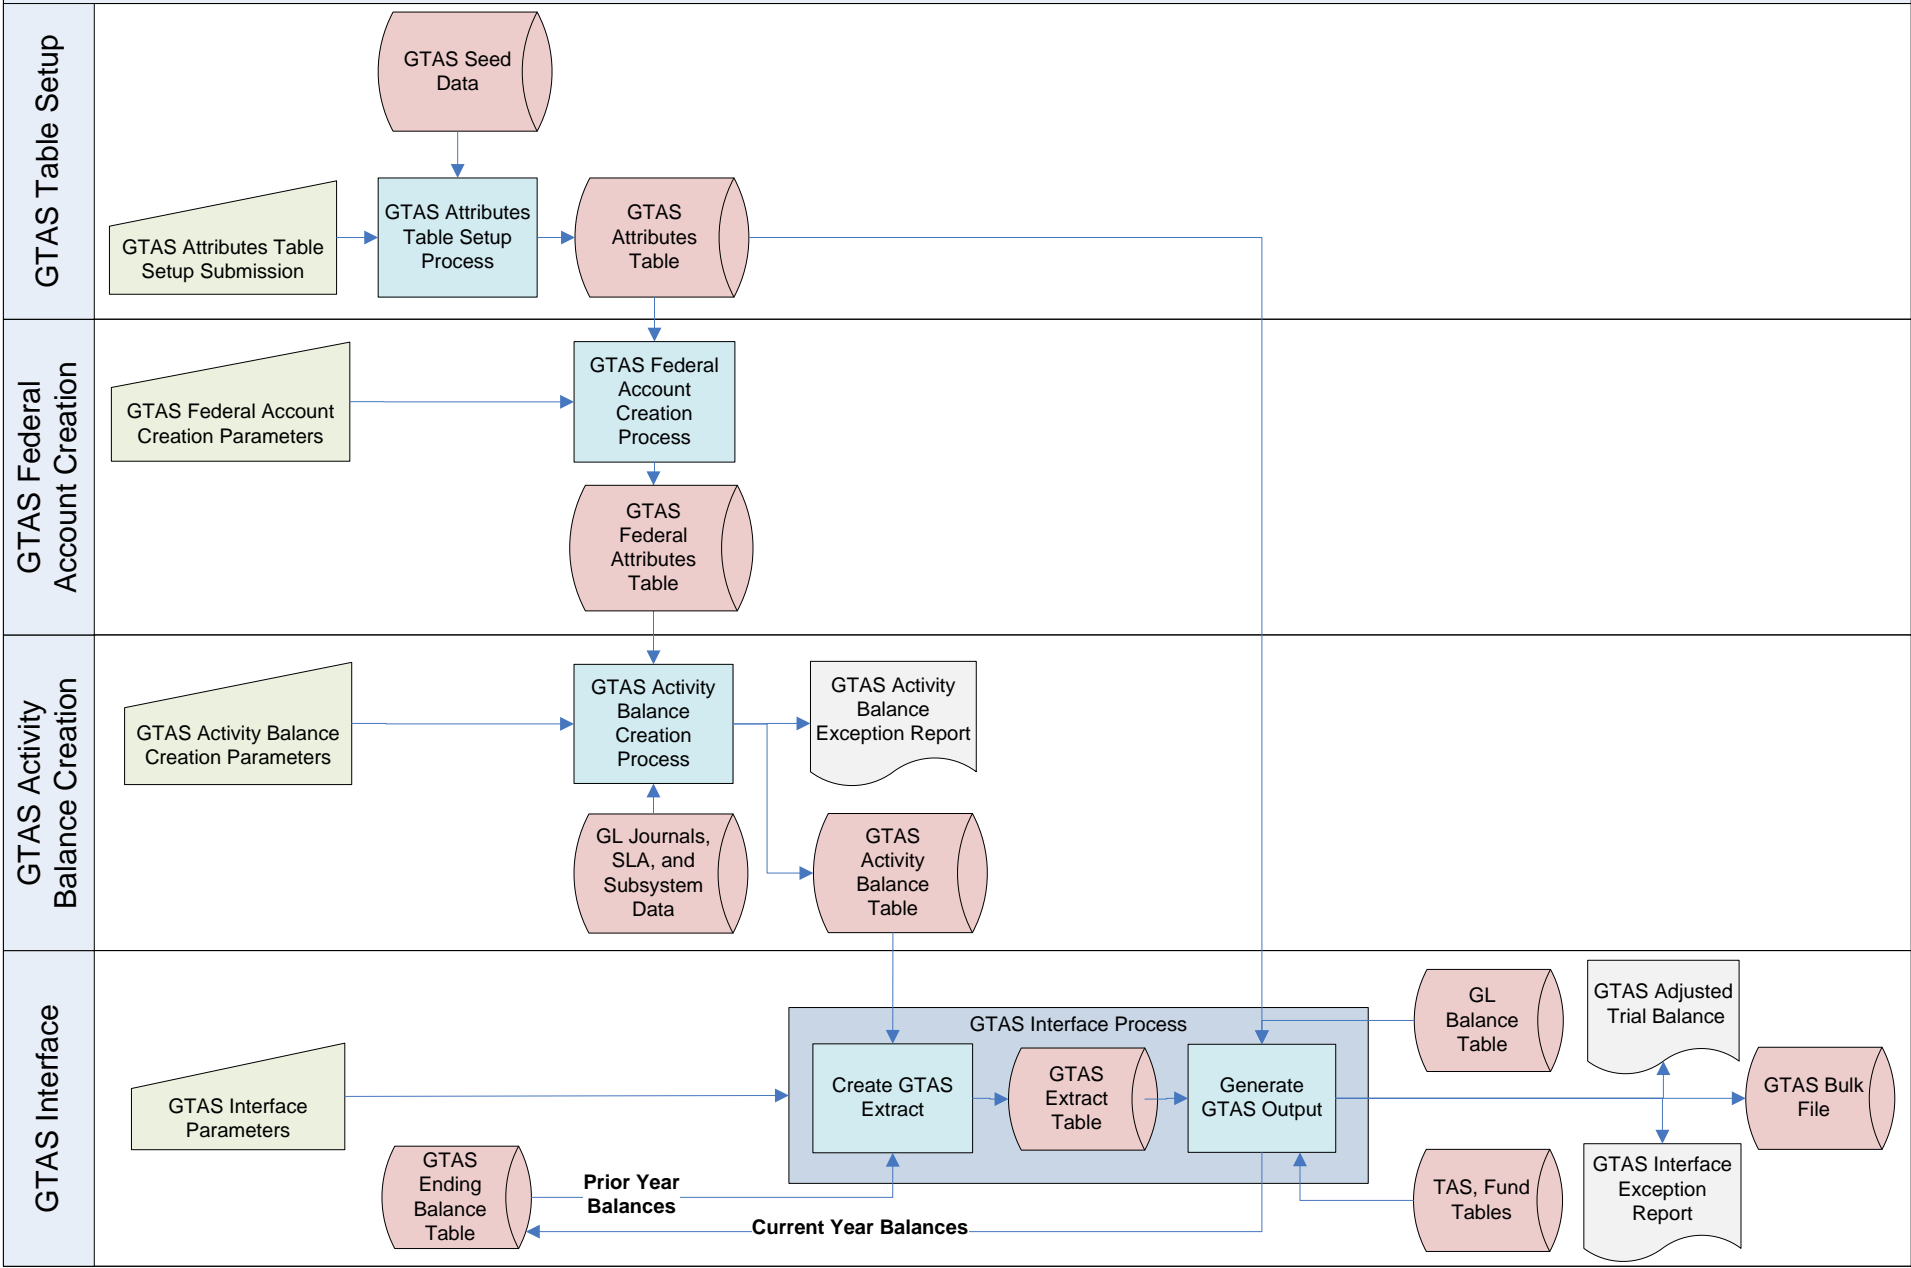 GTAS Table Setup
GTAS Seed
Data
GTAS Attributes Table
Setup Submission
GTAS Attributes
Table Setup
Process
GTAS
Attributes
Table
GTAS Federal
Account Creation
GTAS Federal Account
Creation Parameters
GTAS Federal
Account
Creation
Process
GTAS
Federal
Attributes
Table
GTAS Activity
Balance Creation
GTAS Activity Balance
Creation Parameters
GTAS Activity
Balance
Creation
Process
GTAS Activity
Balance
Exception Report
GL Journals,
SLA, and
Subsystem
Data
GTAS
Activity
Balance
Table
GTAS Interface
GTAS Interface
Parameters
GTAS Interface Process
Create GTAS
Extract
GTAS
Extract
Table
Generate
GTAS Output
GL
Balance
Table
GTAS Adjusted
Trial Balance
GTAS Bulk
File
GTAS
Ending
Balance
Table
Prior Year
Balances
Current Year Balances
TAS, Fund
Tables
GTAS Interface
Exception
Report